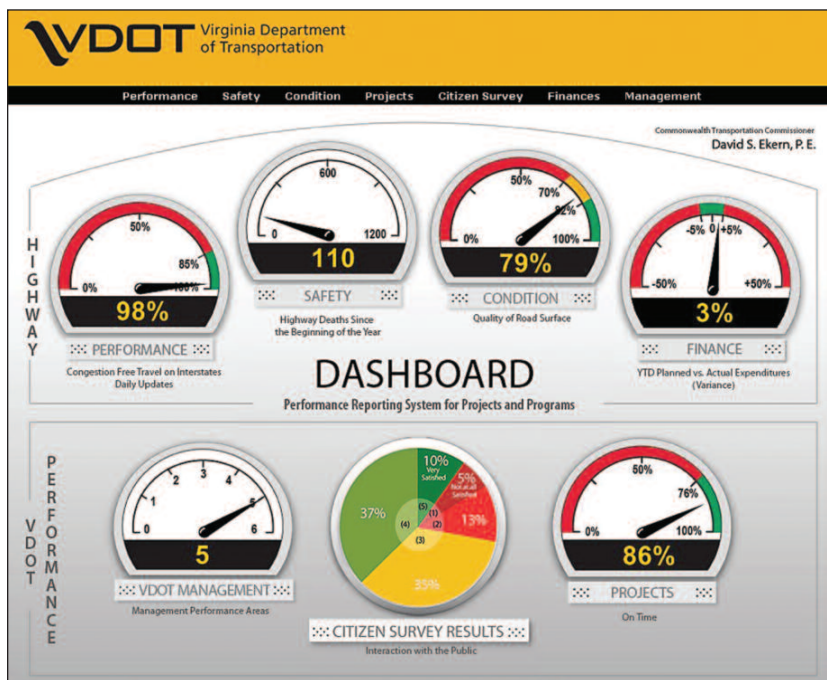 VDOT Virginia Department
of Transportation
Performance Safety Condition Projects Citizen Survey Finances Management
Commonwealth Transportation Commissioner
David S. Ekern, P. E.
HIGHWAY
0% 50% 85% 100%
98%
PERFORMANCE
Congestion Free Travel on Interstates
Daily Updates
0 600 1200
110
SAFETY
Highway Deaths Since
the Beginning of the Year
0% 50% 70% 82% 100%
79%
CONDITION
Quality of Road Surface
-50% -5% 0 +5% +50%
3%
FINANCE
YTD Planned vs. Actual Expenditures
(Variance)
DASHBOARD
Performance Reporting System for Projects and Programs
VDOT
PERFORMANCE
0 1 2 3 4 5 6
5
VDOT MANAGEMENT
Management Performance Areas
10%
Very
Satisfied
5%
Not at all
Satisfied
13%
35%
37%
(5)
(1)
(2)
(3)
(4)
CITIZEN SURVEY RESULTS
Interaction with the Public
0% 50% 76% 100%
86%
PROJECTS
On Time